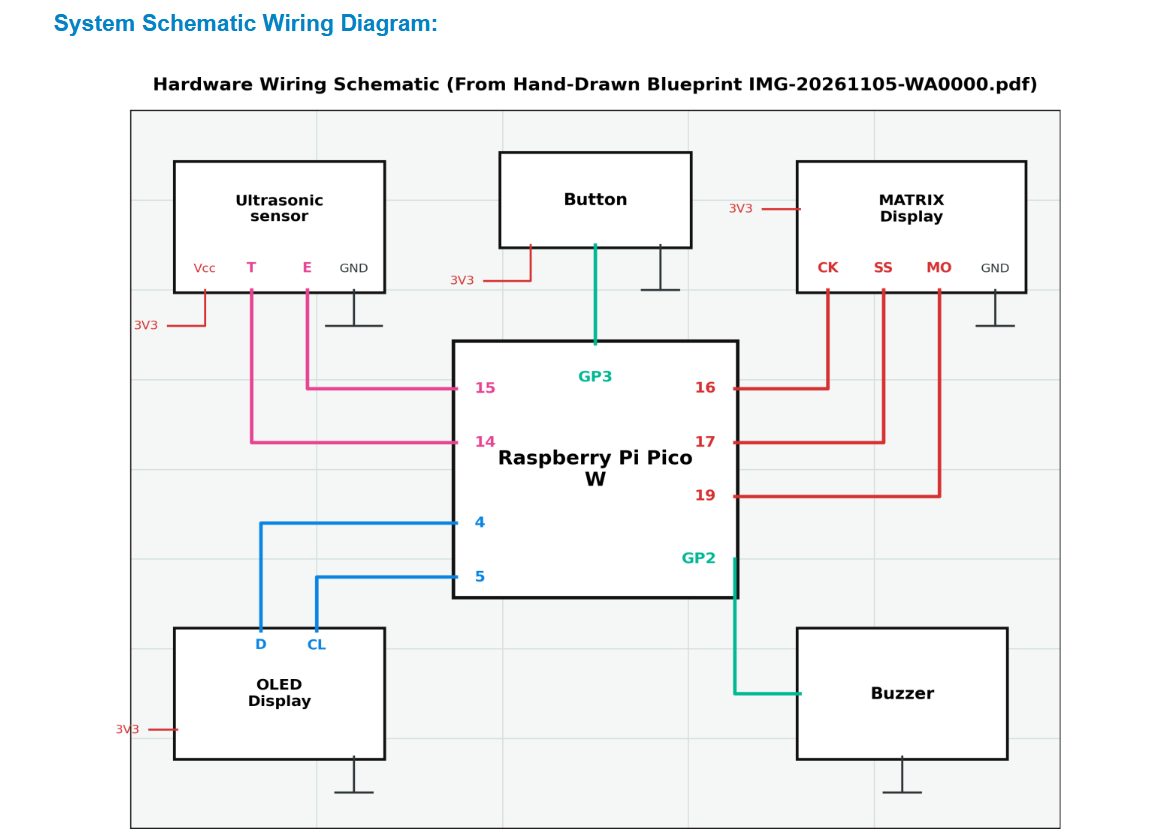 System Schematic Wiring Diagram:
Hardware Wiring Schematic (From Hand-Drawn Blueprint IMG-20261105-WA0000.pdf)
Ultrasonic
sensor
Vcc T E GND
3V3
Button
3V3
MATRIX
Display
3V3
CK SS MO GND
GP3
15
14
4
5
Raspberry Pi Pico
W
16
17
19
GP2
D CL
OLED
Display
3V3
Buzzer